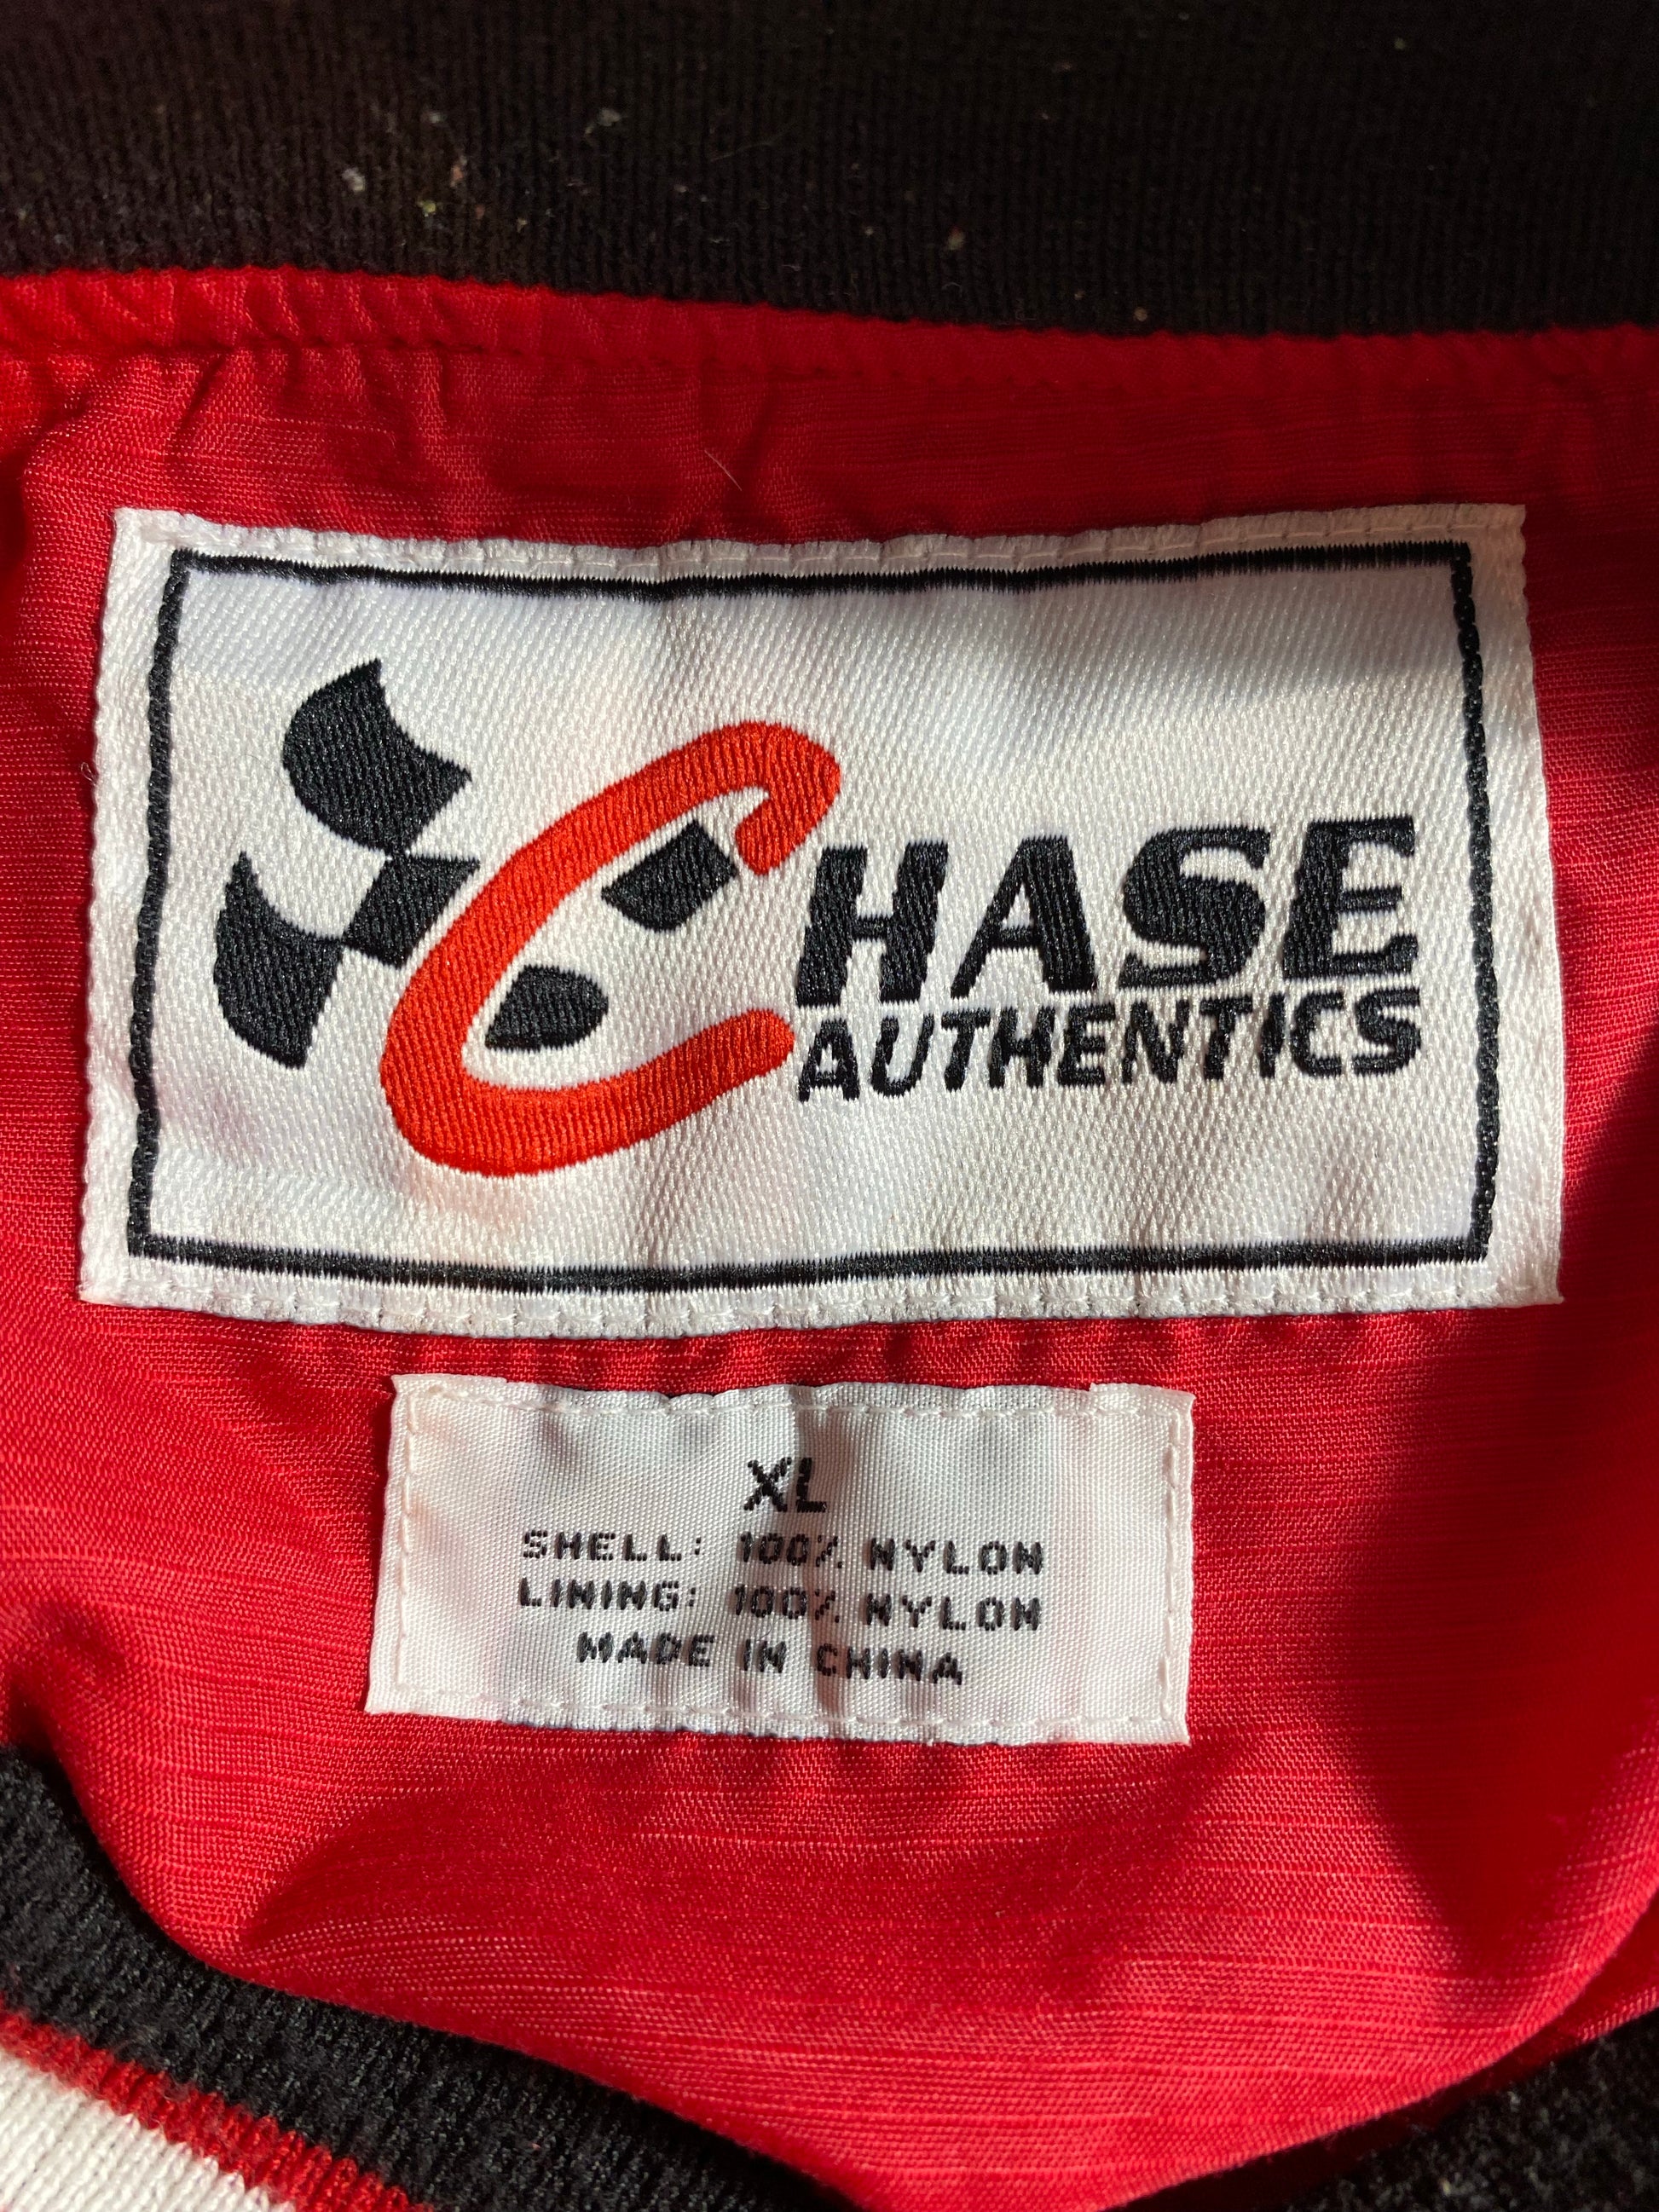 CHASE
AUTHENTICS
XL
SHELL: 100% NYLON
LINING: 100% NYLON
MADE IN CHINA